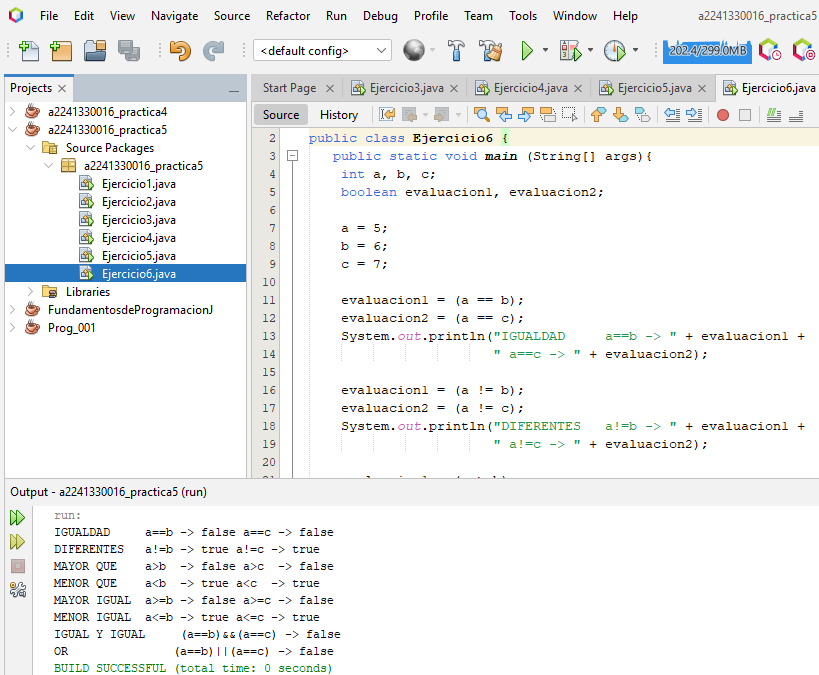 File Edit View Navigate Source Refactor Run Debug Profile Team Tools Window Help a2241330016_practica5
<default config> 202.4/299.0MB
Projects
Start Page Ejercicio3.java Ejercicio4.java Ejercicio5.java Ejercicio6.java
Source History
a2241330016_practica4
a2241330016_practica5
Source Packages
a2241330016_practica5
Ejercicio1.java
Ejercicio2.java
Ejercicio3.java
Ejercicio4.java
Ejercicio5.java
Ejercicio6.java
Libraries
FundamentosdeProgramacionJ
Prog_001
2 public class Ejercicio6 {
3 public static void main (String[] args){
4 int a, b, c;
5 boolean evaluacion1, evaluacion2;
6
7 a = 5;
8 b = 6;
9 c = 7;
10
11 evaluacion1 = (a == b);
12 evaluacion2 = (a == c);
13 System.out.println("IGUALDAD a==b -> " + evaluacion1 +
14 " a==c -> " + evaluacion2);
15
16 evaluacion1 = (a != b);
17 evaluacion2 = (a != c);
18 System.out.println("DIFERENTES a!=b -> " + evaluacion1 +
19 " a!=c -> " + evaluacion2);
20
Output - a2241330016_practica5 (run)
run:
IGUALDAD a==b -> false a==c -> false
DIFERENTES a!=b -> true a!=c -> true
MAYOR QUE a>b -> false a>c -> false
MENOR QUE a<b -> true a<c -> true
MAYOR IGUAL a>=b -> false a>=c -> false
MENOR IGUAL a<=b -> true a<=c -> true
IGUAL Y IGUAL (a==b)&&(a==c) -> false
OR (a==b)||(a==c) -> false
BUILD SUCCESSFUL (total time: 0 seconds)